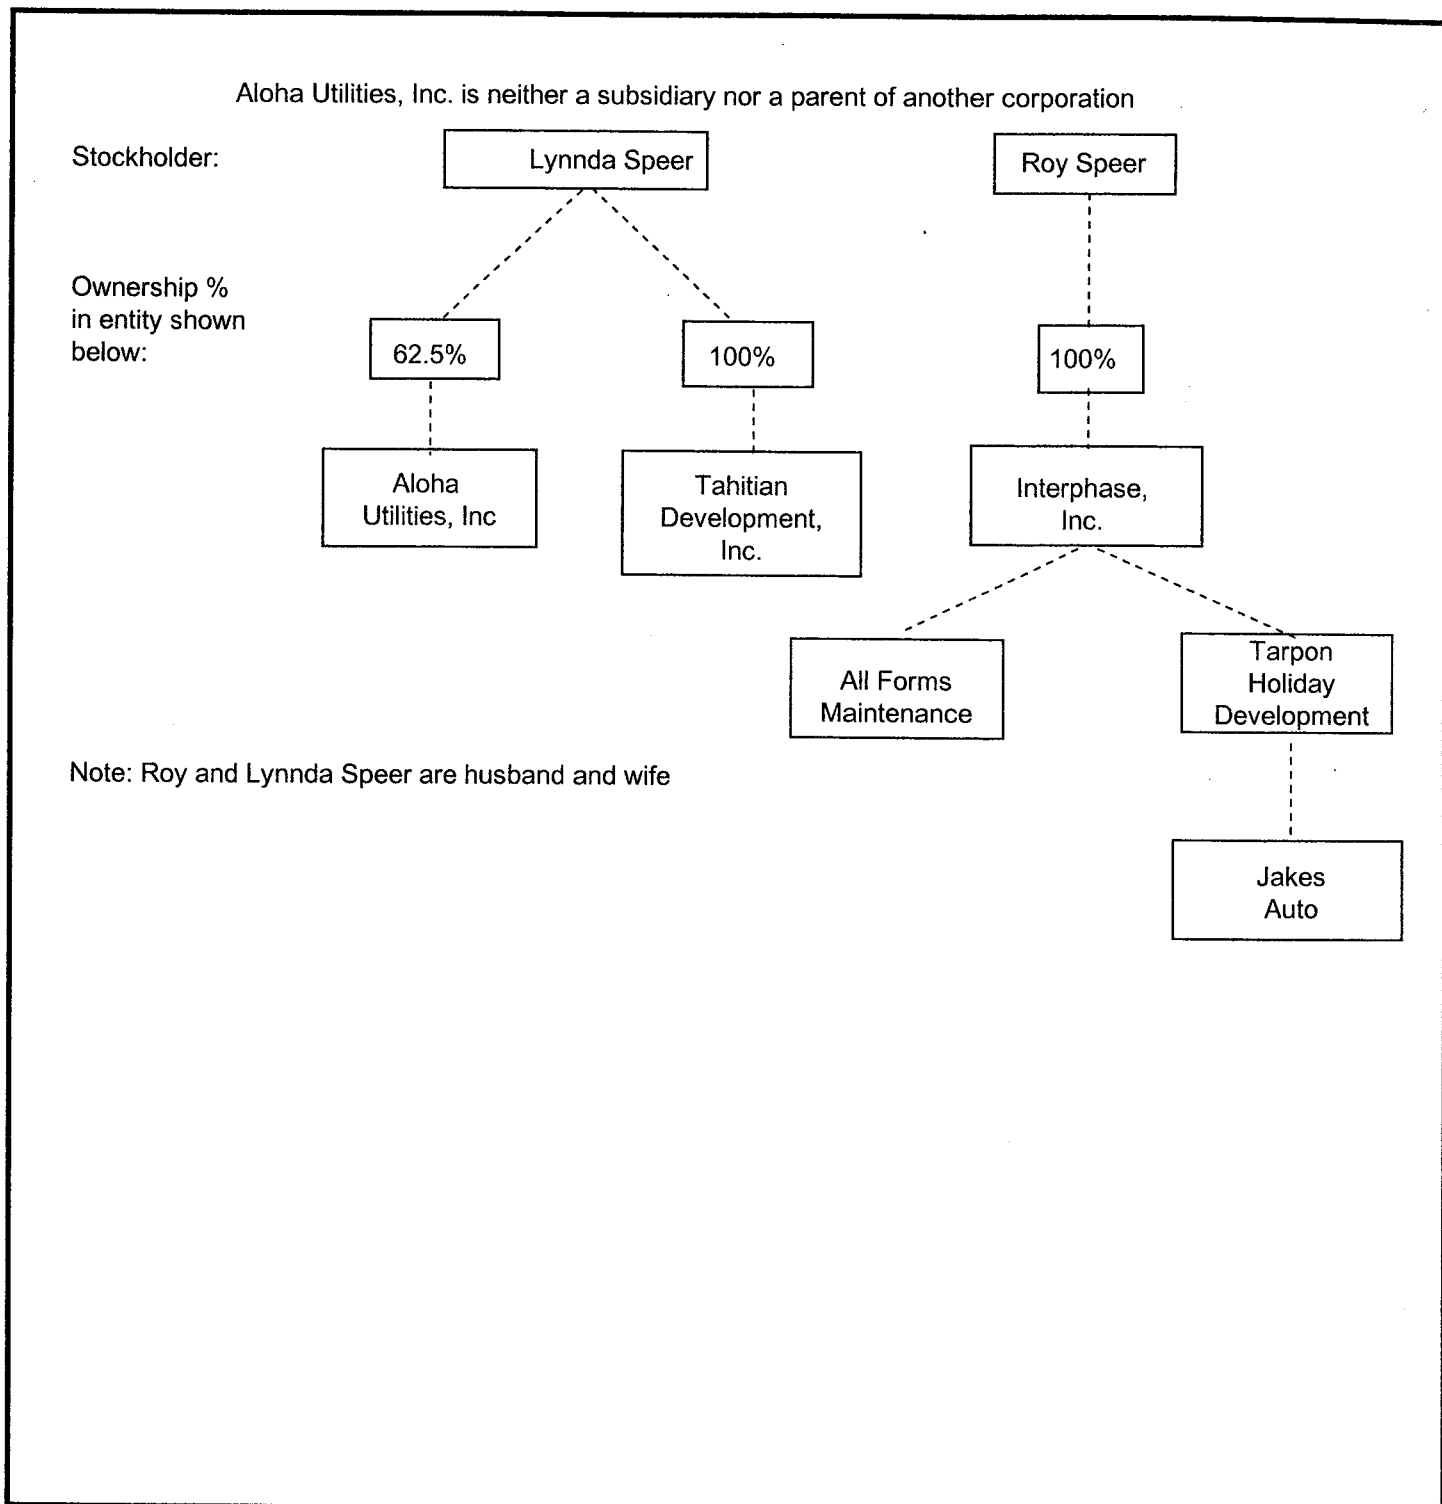 Aloha Utilities, Inc. is neither a subsidiary nor a parent of another corporation
Stockholder:
Lynnda Speer
Roy Speer
Ownership %
in entity shown
below:
62.5%
100%
100%
Aloha
Utilities, Inc
Tahitian
Development,
Inc.
Interphase,
Inc.
All Forms
Maintenance
Tarpon
Holiday
Development
Note: Roy and Lynnda Speer are husband and wife
Jakes
Auto